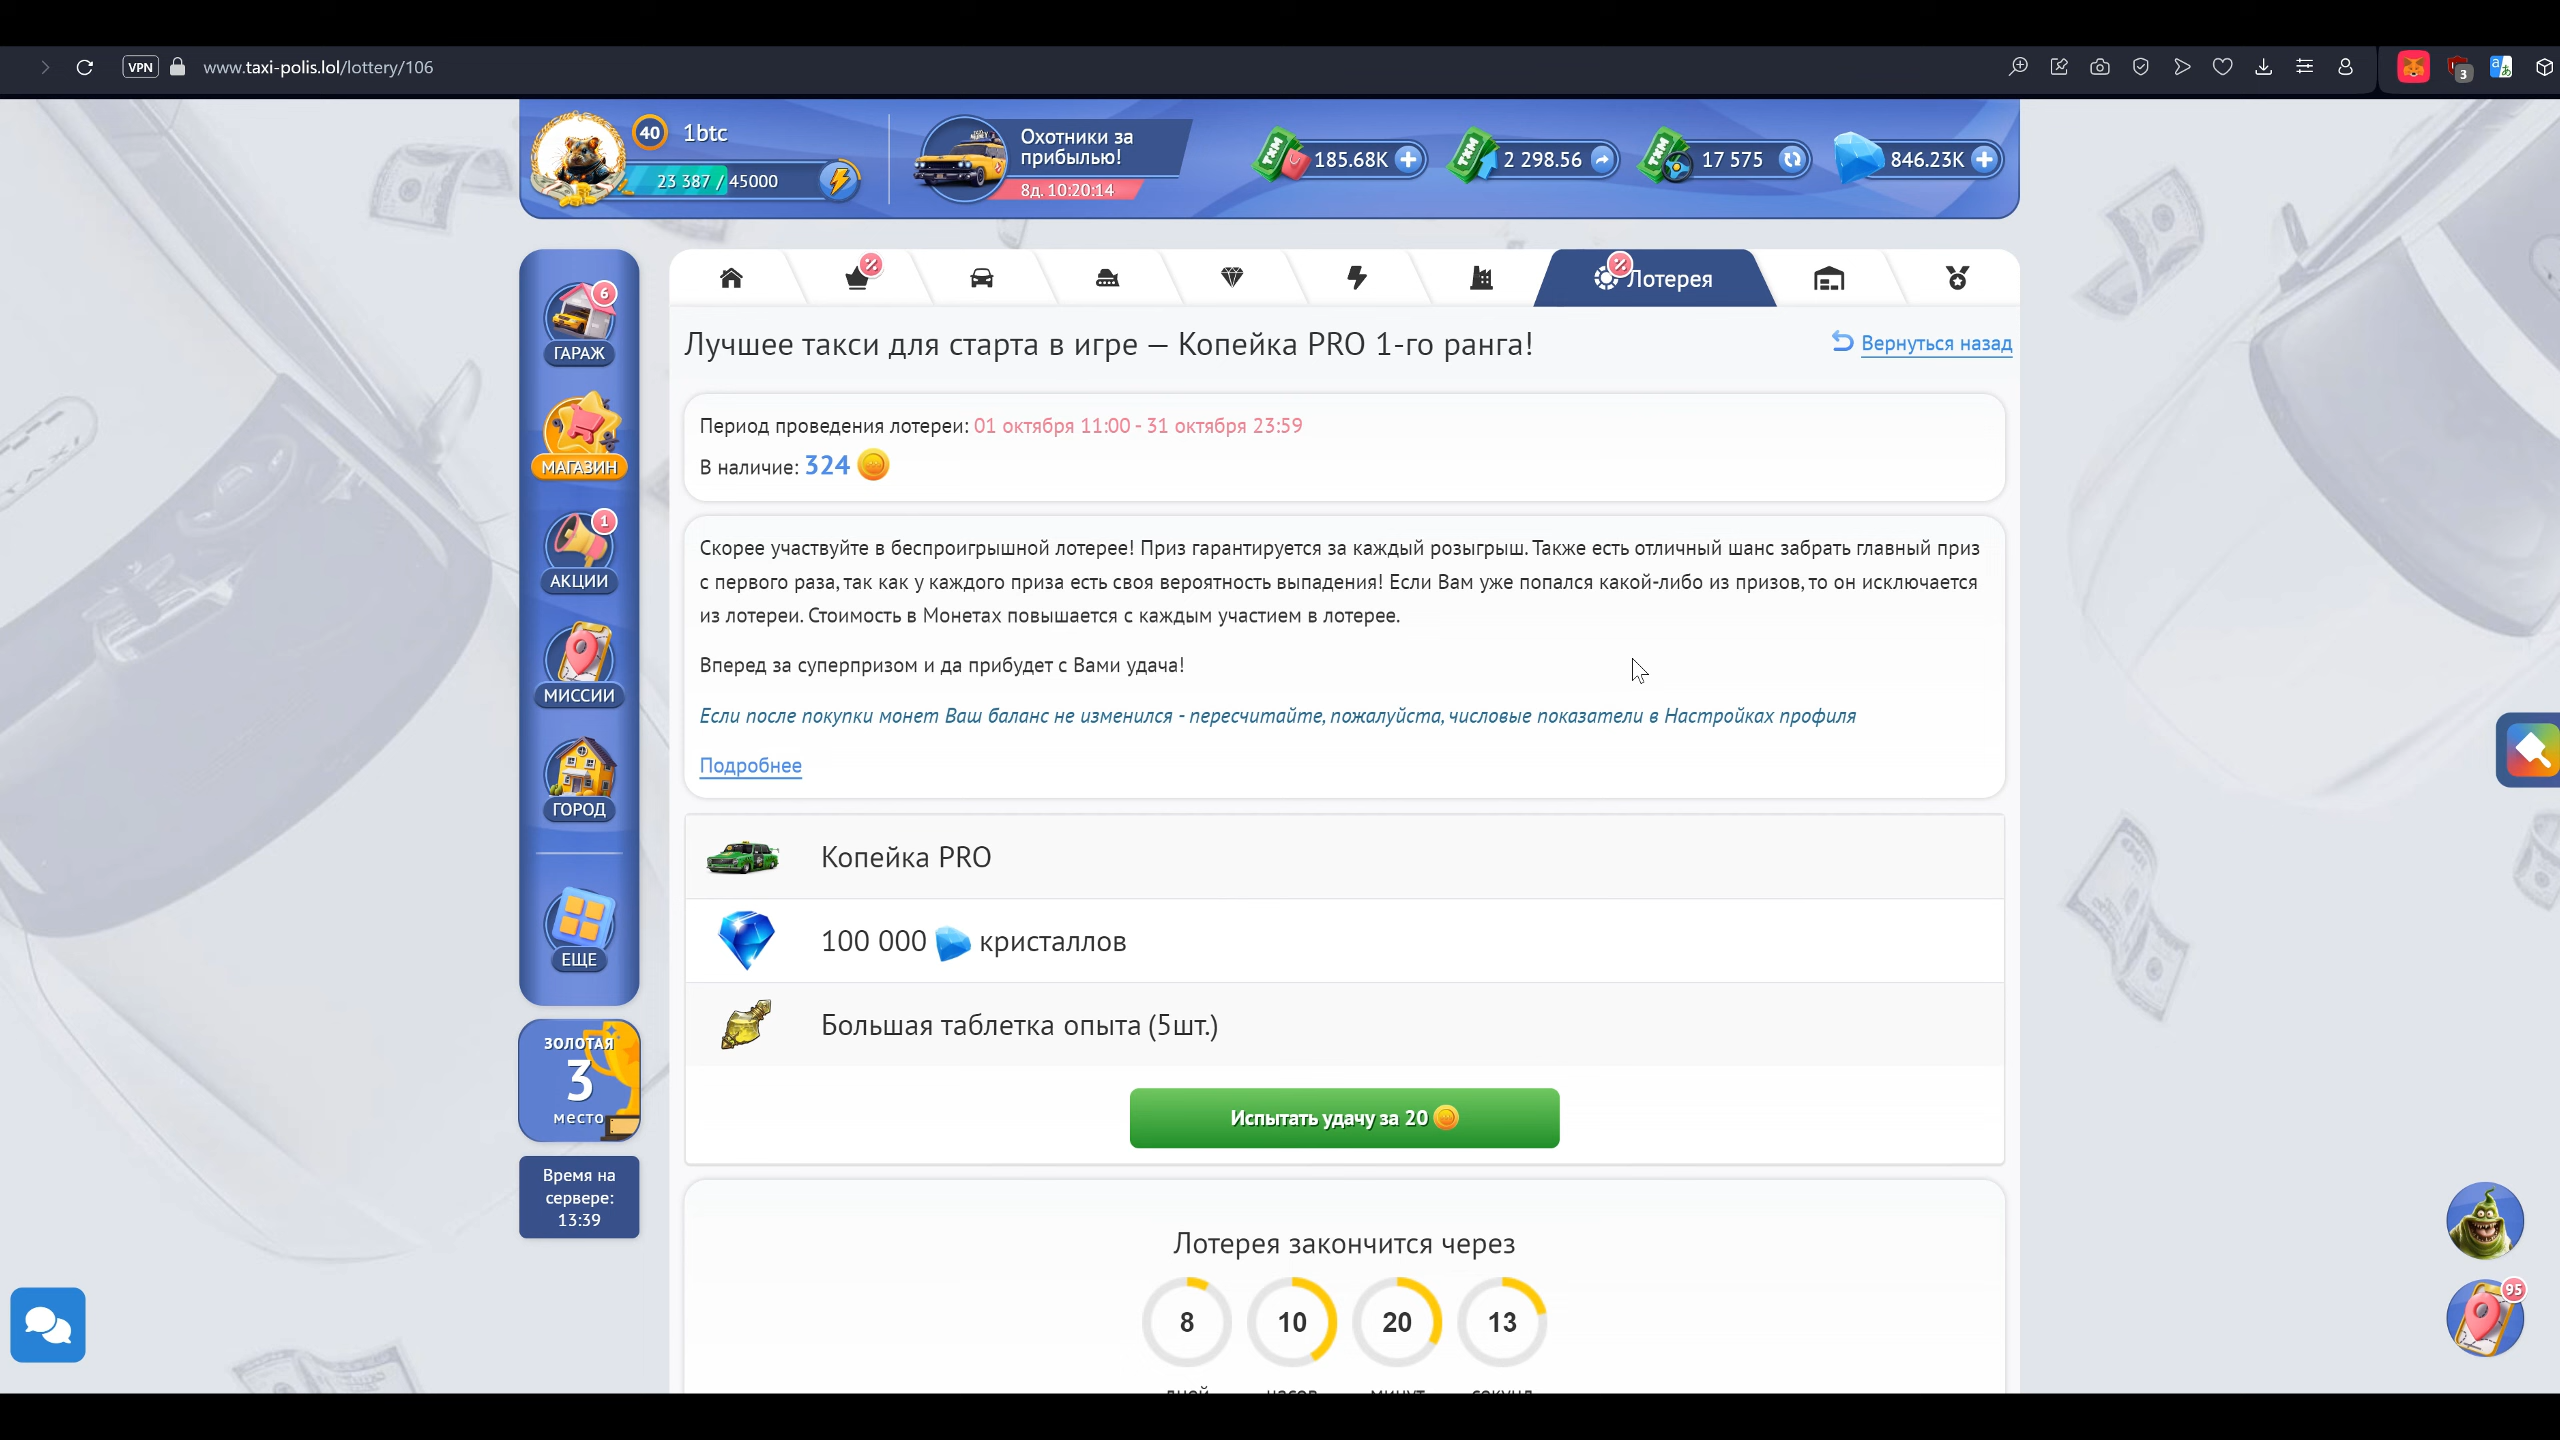 VPN
www.taxi-polis.lol/lottery/106
3
40
1btc
23 387 / 45000
Охотники за
прибылью!
8д. 10:20:14
185.68K
2 298.56
17 575
846.23K
6
ГАРАЖ
МАГАЗИН
1
АКЦИИ
МИССИИ
ГОРОД
ЕЩЕ
ЗОЛОТАЯ
3
место
Время на
сервере:
13:39
Лотерея
Лучшее такси для старта в игре — Копейка PRO 1-го ранга!
Вернуться назад
Период проведения лотереи: 01 октября 11:00 - 31 октября 23:59
В наличие: 324
Скорее участвуйте в беспроигрышной лотерее! Приз гарантируется за каждый розыгрыш. Также есть отличный шанс забрать главный приз
с первого раза, так как у каждого приза есть своя вероятность выпадения! Если Вам уже попался какой-либо из призов, то он исключается
из лотереи. Стоимость в Монетах повышается с каждым участием в лотерее.
Вперед за суперпризом и да прибудет с Вами удача!
Если после покупки монет Ваш баланс не изменился - пересчитайте, пожалуйста, числовые показатели в Настройках профиля
Подробнее
Копейка PRO
100 000 кристаллов
Большая таблетка опыта (5шт.)
Испытать удачу за 20
Лотерея закончится через
8 10 20 13
95